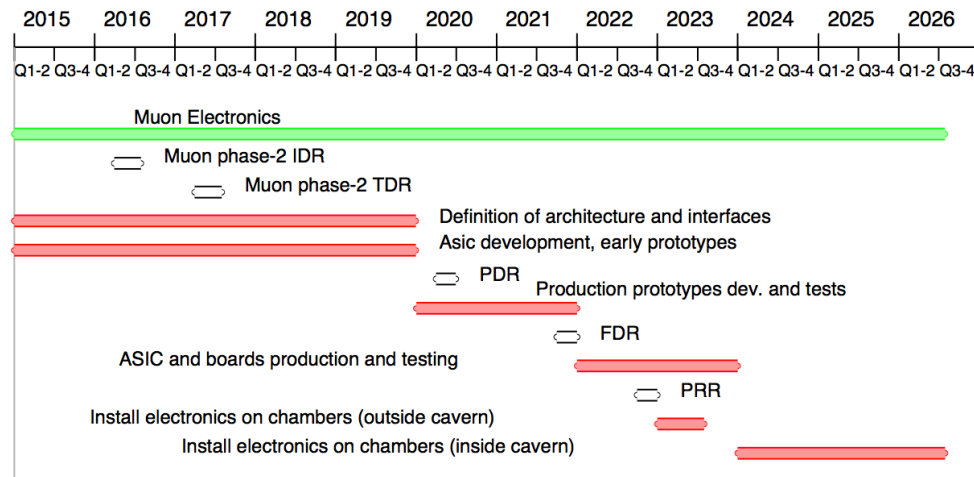 2015 2016 2017 2018 2019 2020 2021 2022 2023 2024 2025 2026
Q1-2 Q3-4 Q1-2 Q3-4 Q1-2 Q3-4 Q1-2 Q3-4 Q1-2 Q3-4 Q1-2 Q3-4 Q1-2 Q3-4 Q1-2 Q3-4 Q1-2 Q3-4 Q1-2 Q3-4 Q1-2 Q3-4 Q1-2 Q3-4
Muon Electronics
Muon phase-2 IDR
Muon phase-2 TDR
Definition of architecture and interfaces
Asic development, early prototypes
PDR
Production prototypes dev. and tests
FDR
ASIC and boards production and testing
PRR
Install electronics on chambers (outside cavern)
Install electronics on chambers (inside cavern)